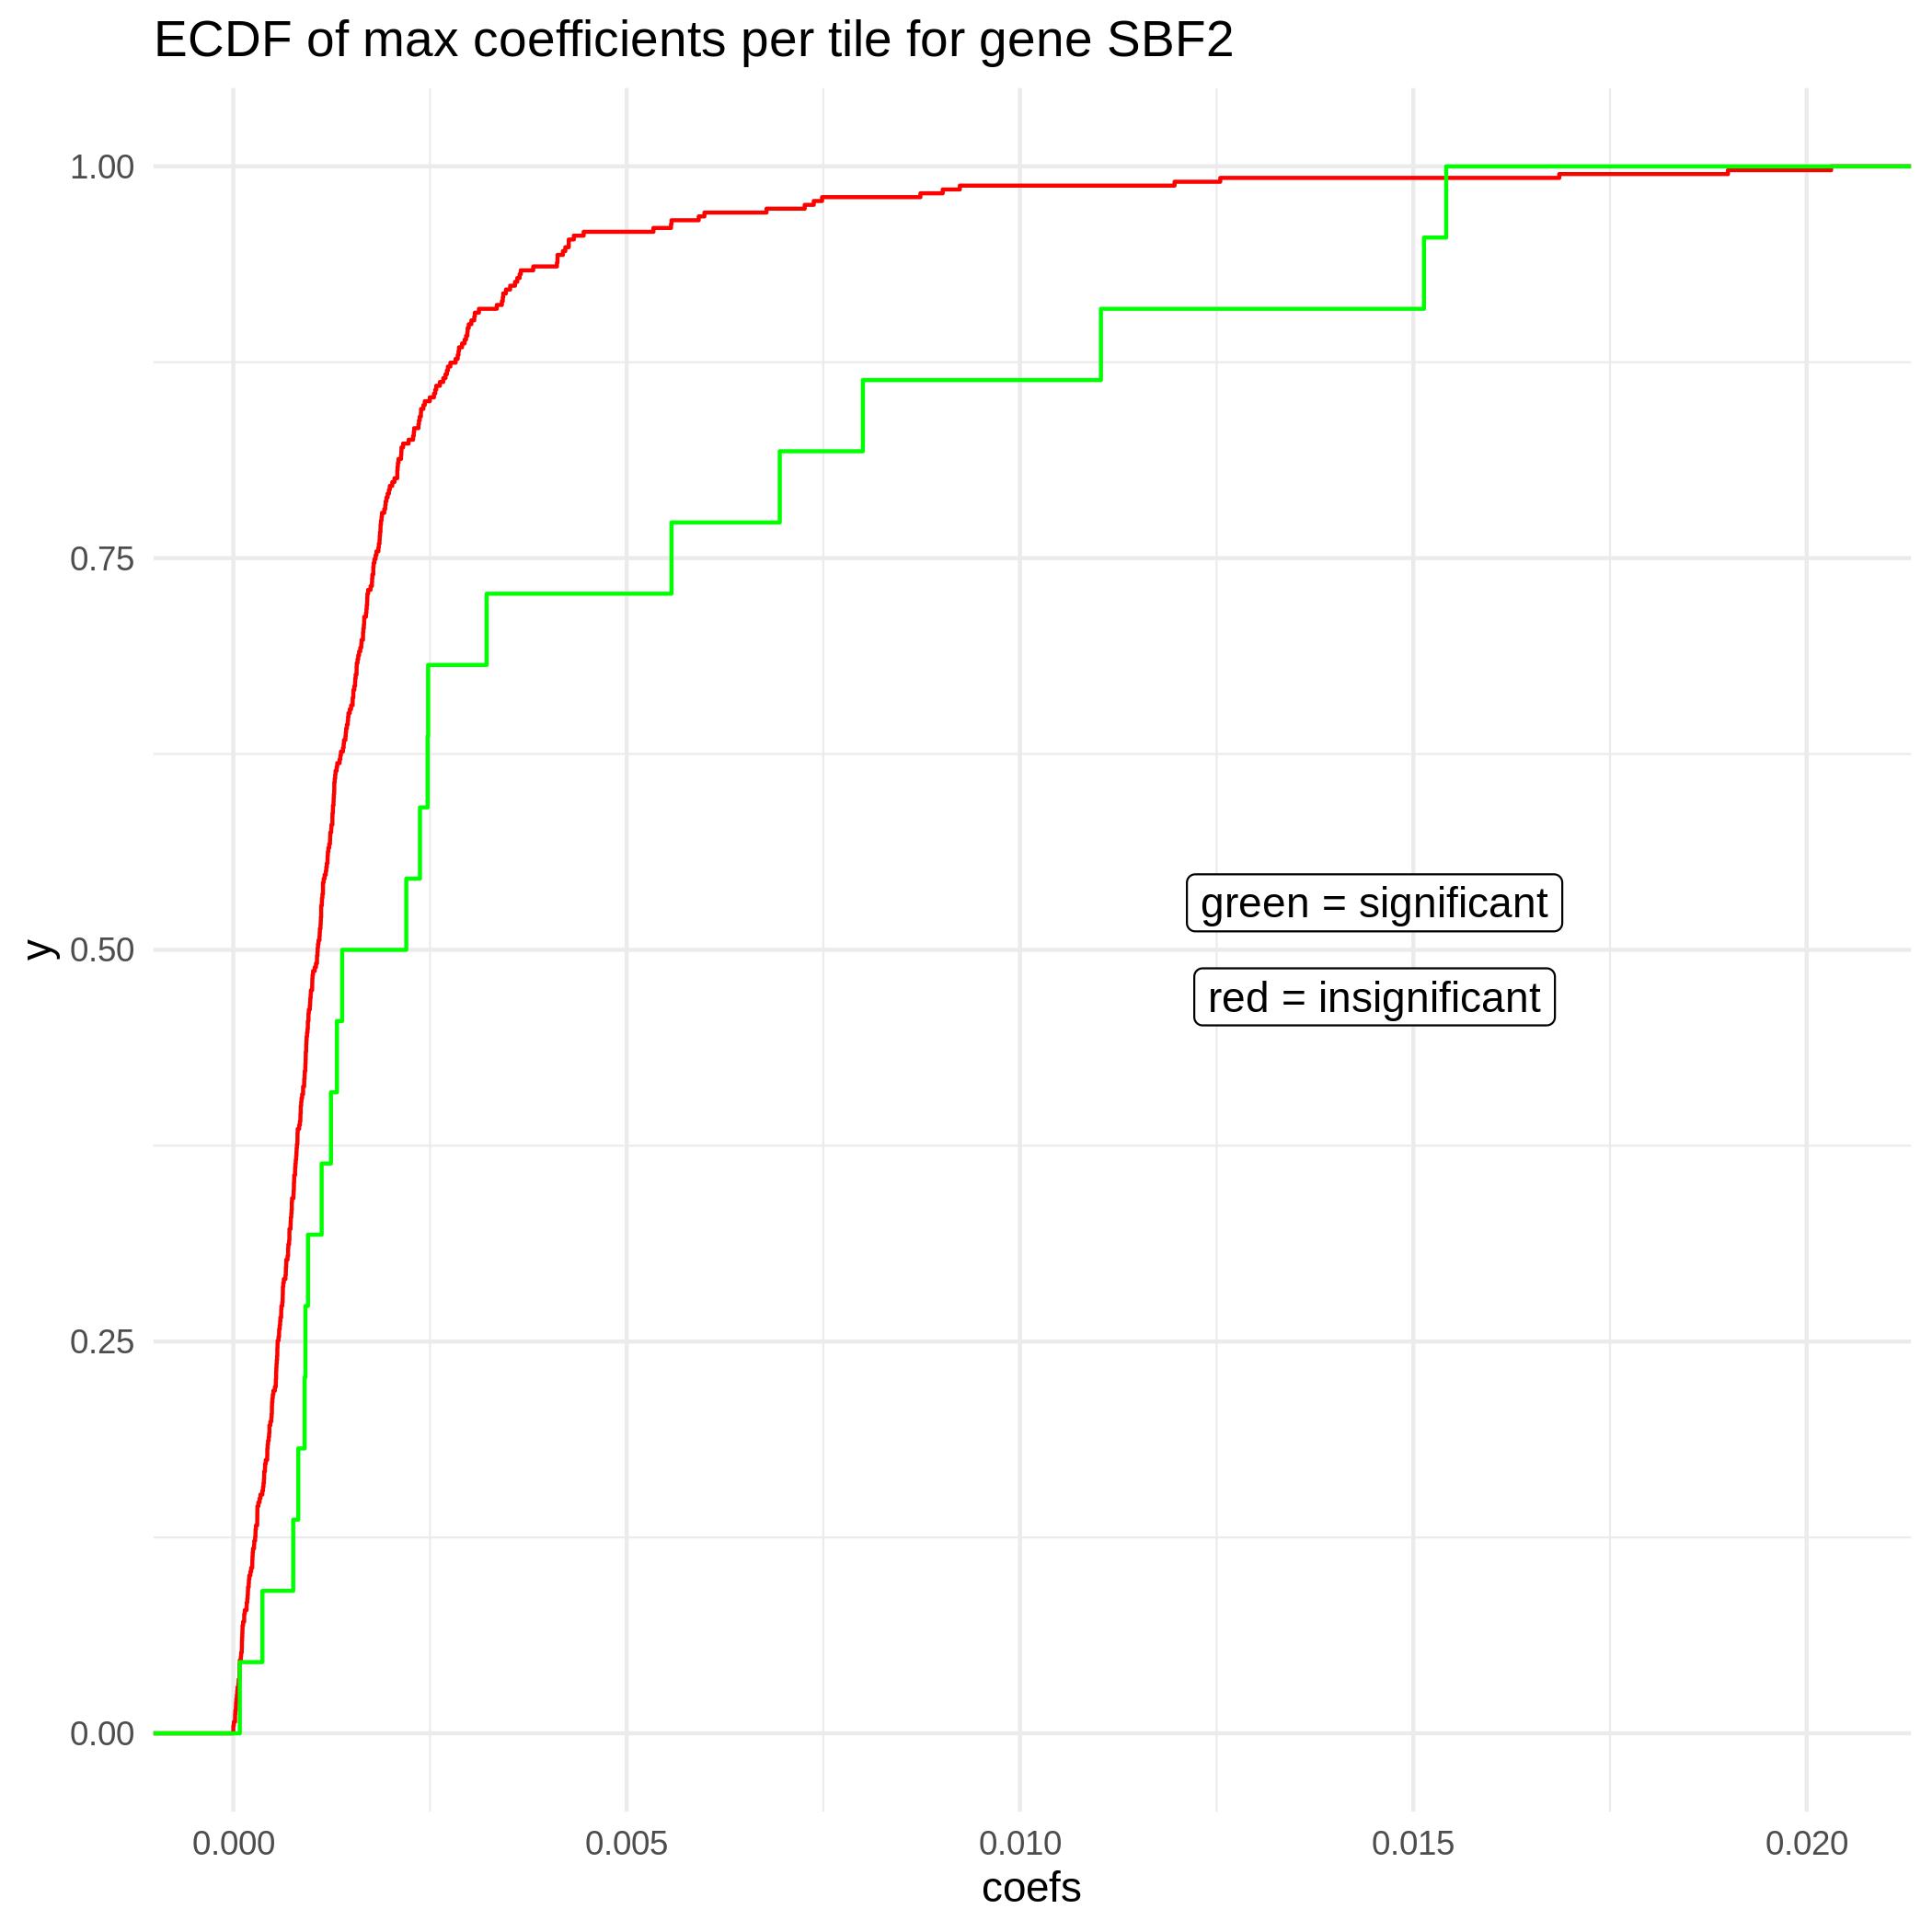 ECDF of max coefficients per tile for gene SBF2
1.00
0.75
0.50
0.25
0.00
y
green = significant
red = insignificant
0.000 0.005 0.010 0.015 0.020
coefs